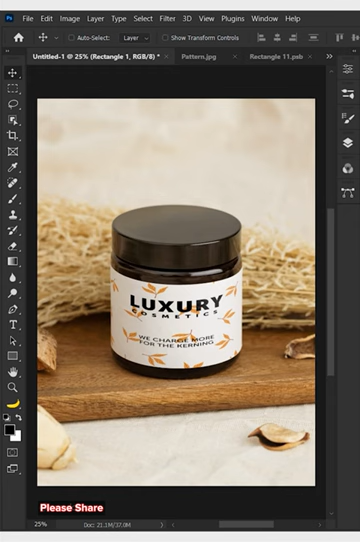 Ps File Edit Image Layer Type Select Filter 3D View Plugins Window Help
Auto-Select: Layer Show Transform Controls
Untitled-1 @ 25% (Rectangle 1, RGB/8) * × Pattern.jpg × Rectangle 11.psb ×
LUXURY
COSMETICS
WE CHARGE MORE
FOR THE KERNING
Please Share
25% Doc: 21.1M/37.0M